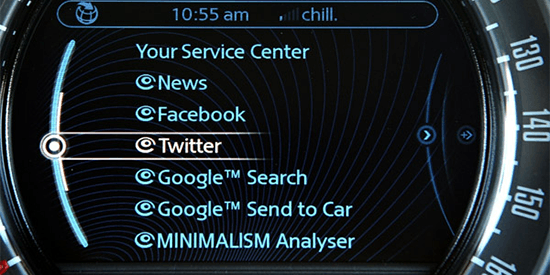 10:55 am chill.
Your Service Center
News
Facebook
Twitter
Google™ Search
Google™ Send to Car
MINIMALISM Analyser
130
140
150